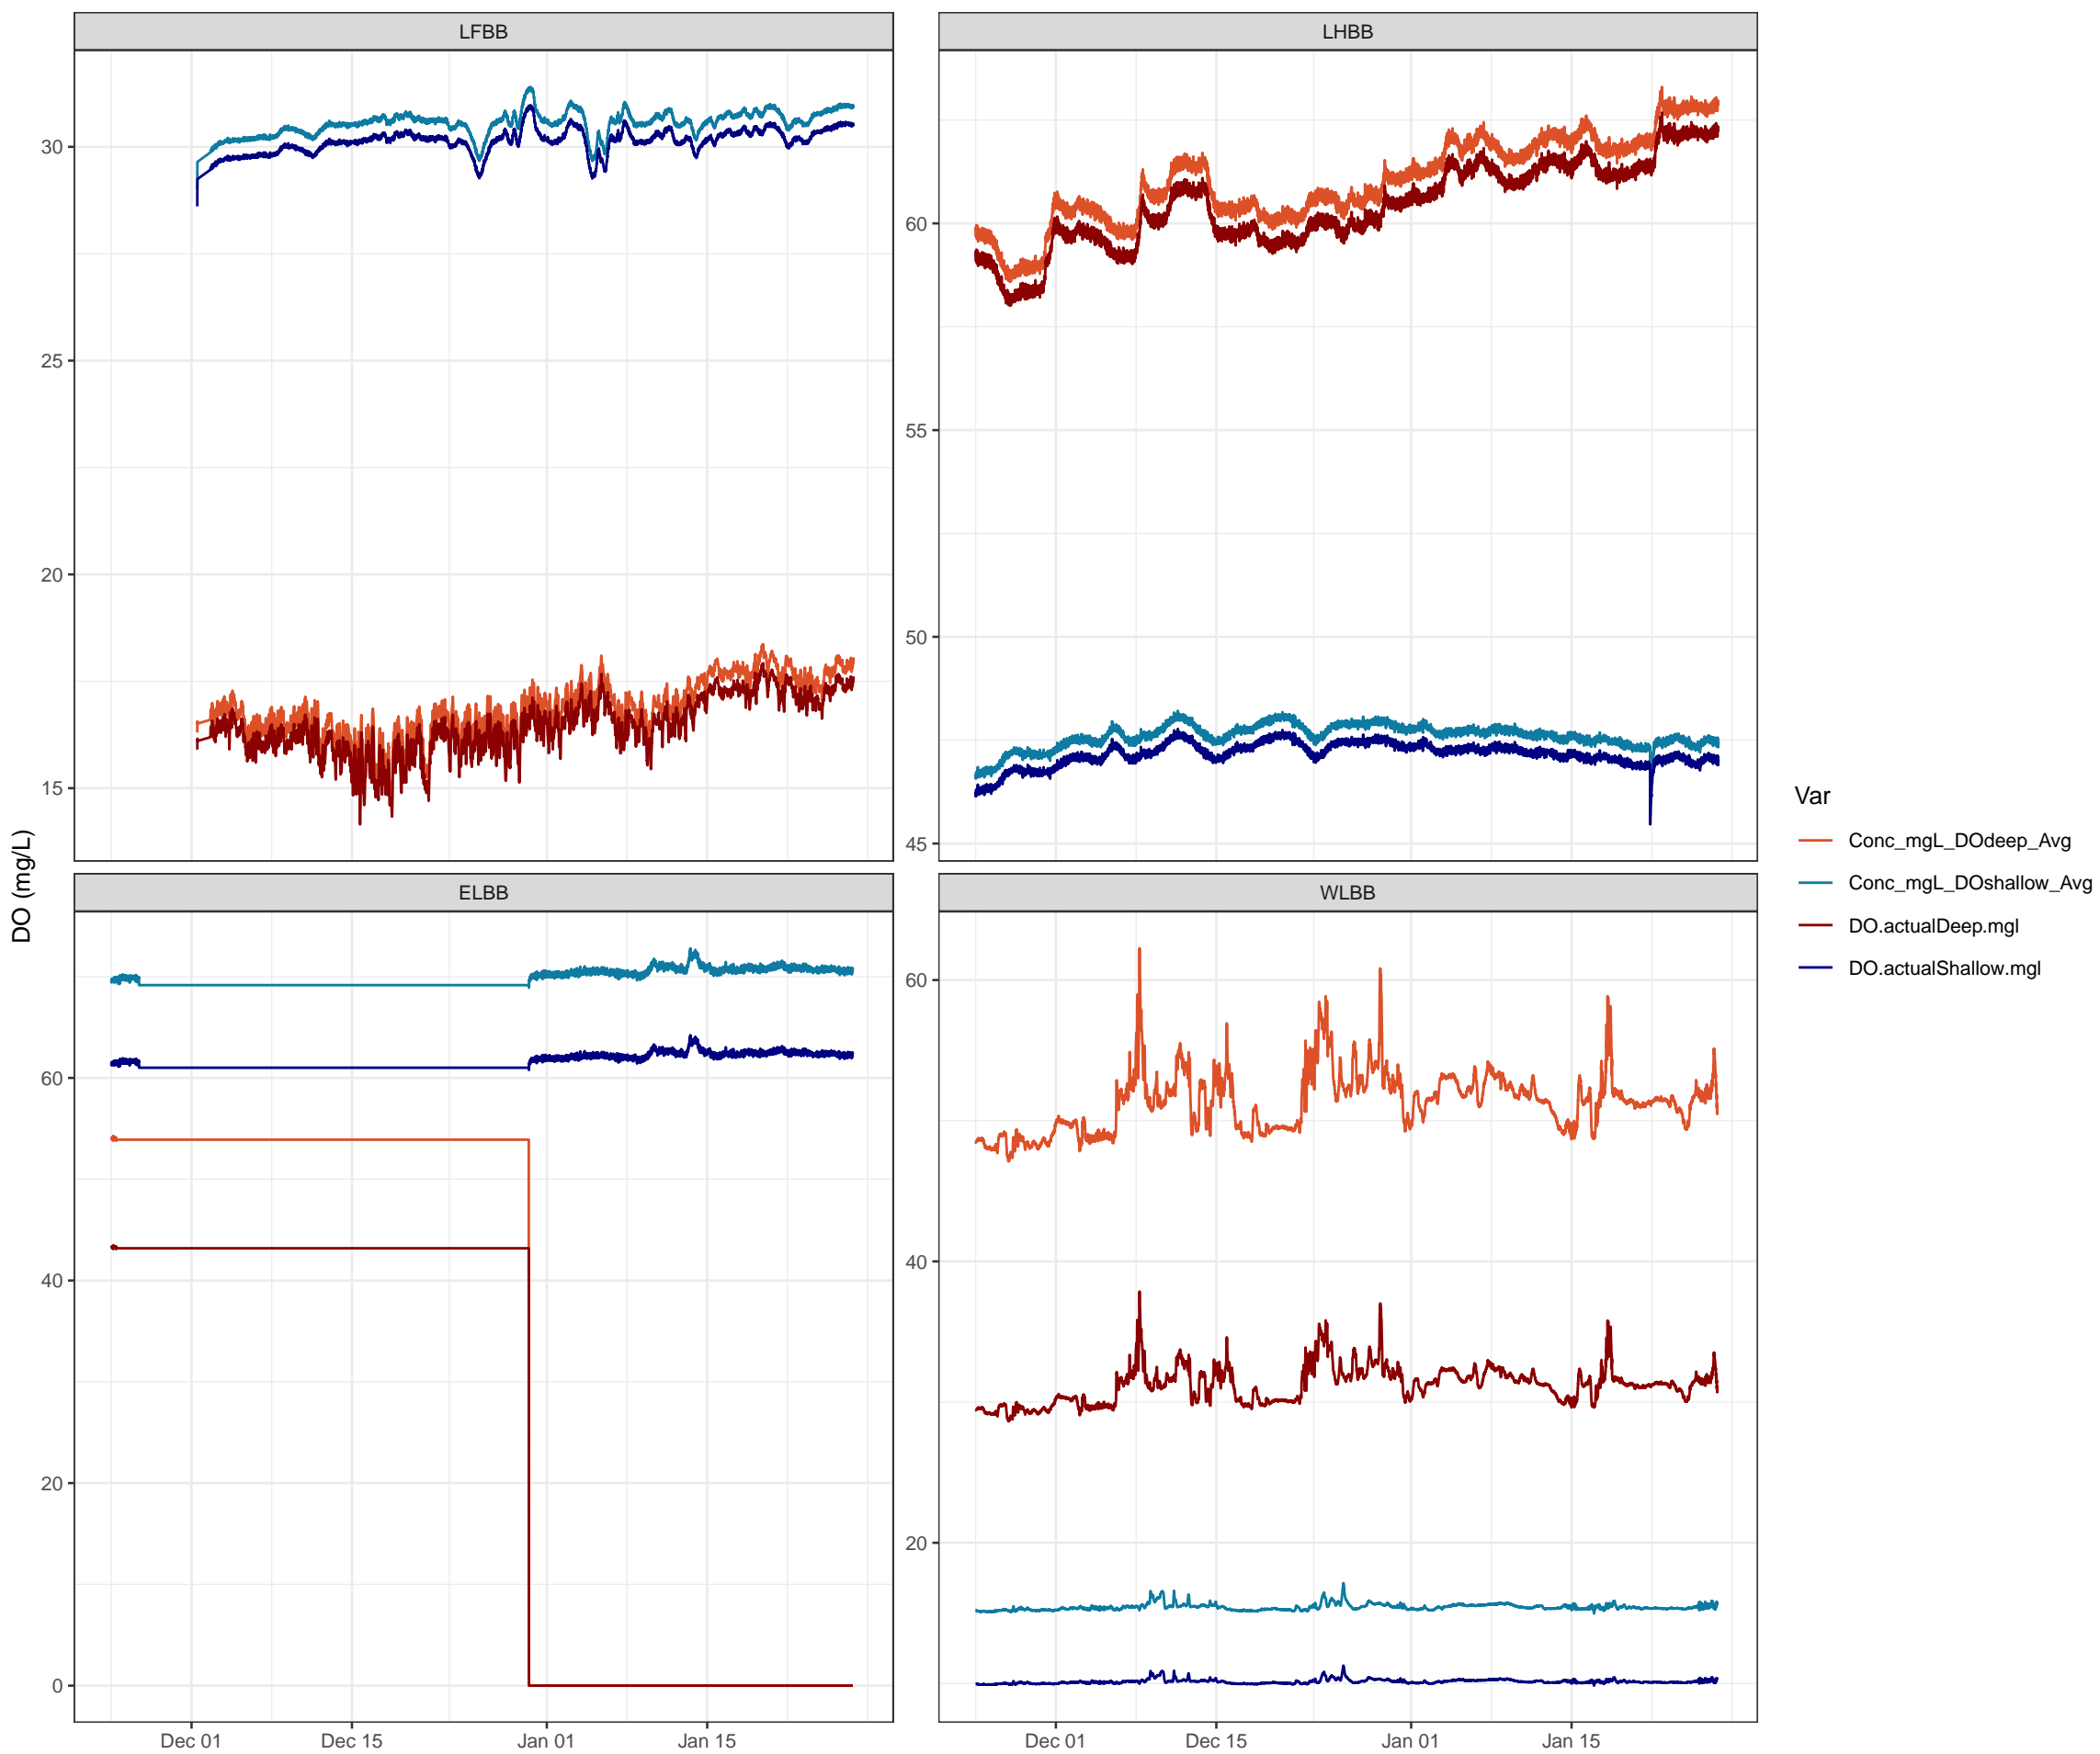 LFBB
LHBB
30
25
20
15
60
55
50
45
DO (mg/L)
ELBB
WLBB
60
40
20
0
60
40
20
Dec 01
Dec 15
Jan 01
Jan 15
Dec 01
Dec 15
Jan 01
Jan 15
Var
Conc_mgL_DOdeep_Avg
Conc_mgL_DOshallow_Avg
DO.actualDeep.mgl
DO.actualShallow.mgl